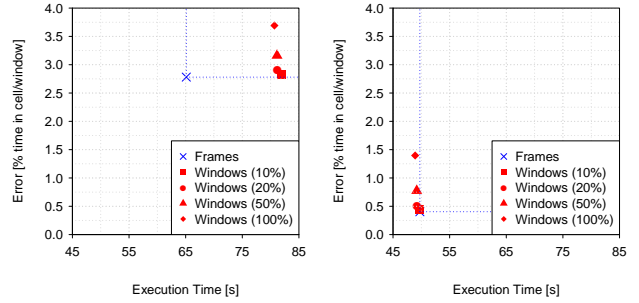 4.0
3.5
3.0
2.5
2.0
1.5
1.0
0.5
0.0
Error [% time in cell/window]
Frames
Windows (10%)
Windows (20%)
Windows (50%)
Windows (100%)
45 55 65 75 85
Execution Time [s]
4.0
3.5
3.0
2.5
2.0
1.5
1.0
0.5
0.0
Error [% time in cell/window]
Frames
Windows (10%)
Windows (20%)
Windows (50%)
Windows (100%)
45 55 65 75 85
Execution Time [s]